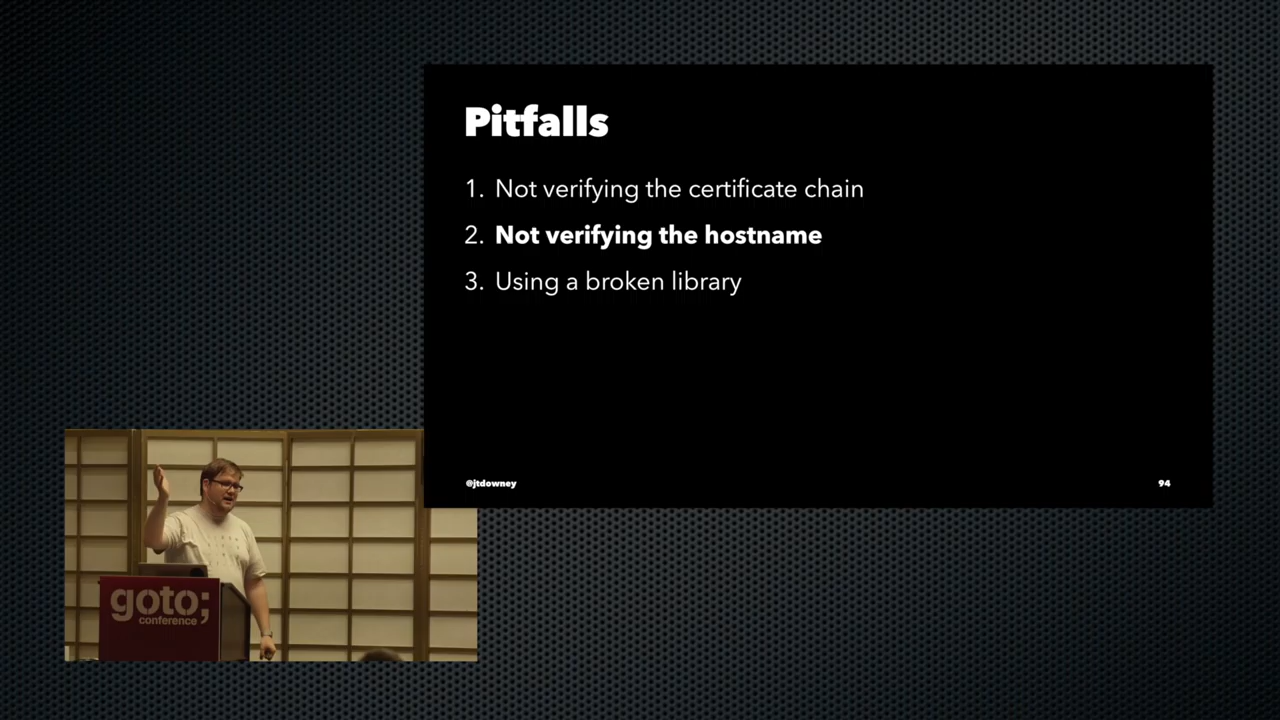 Pitfalls
1. Not verifying the certificate chain
2. Not verifying the hostname
3. Using a broken library
@jtdowney
94
goto;
conference